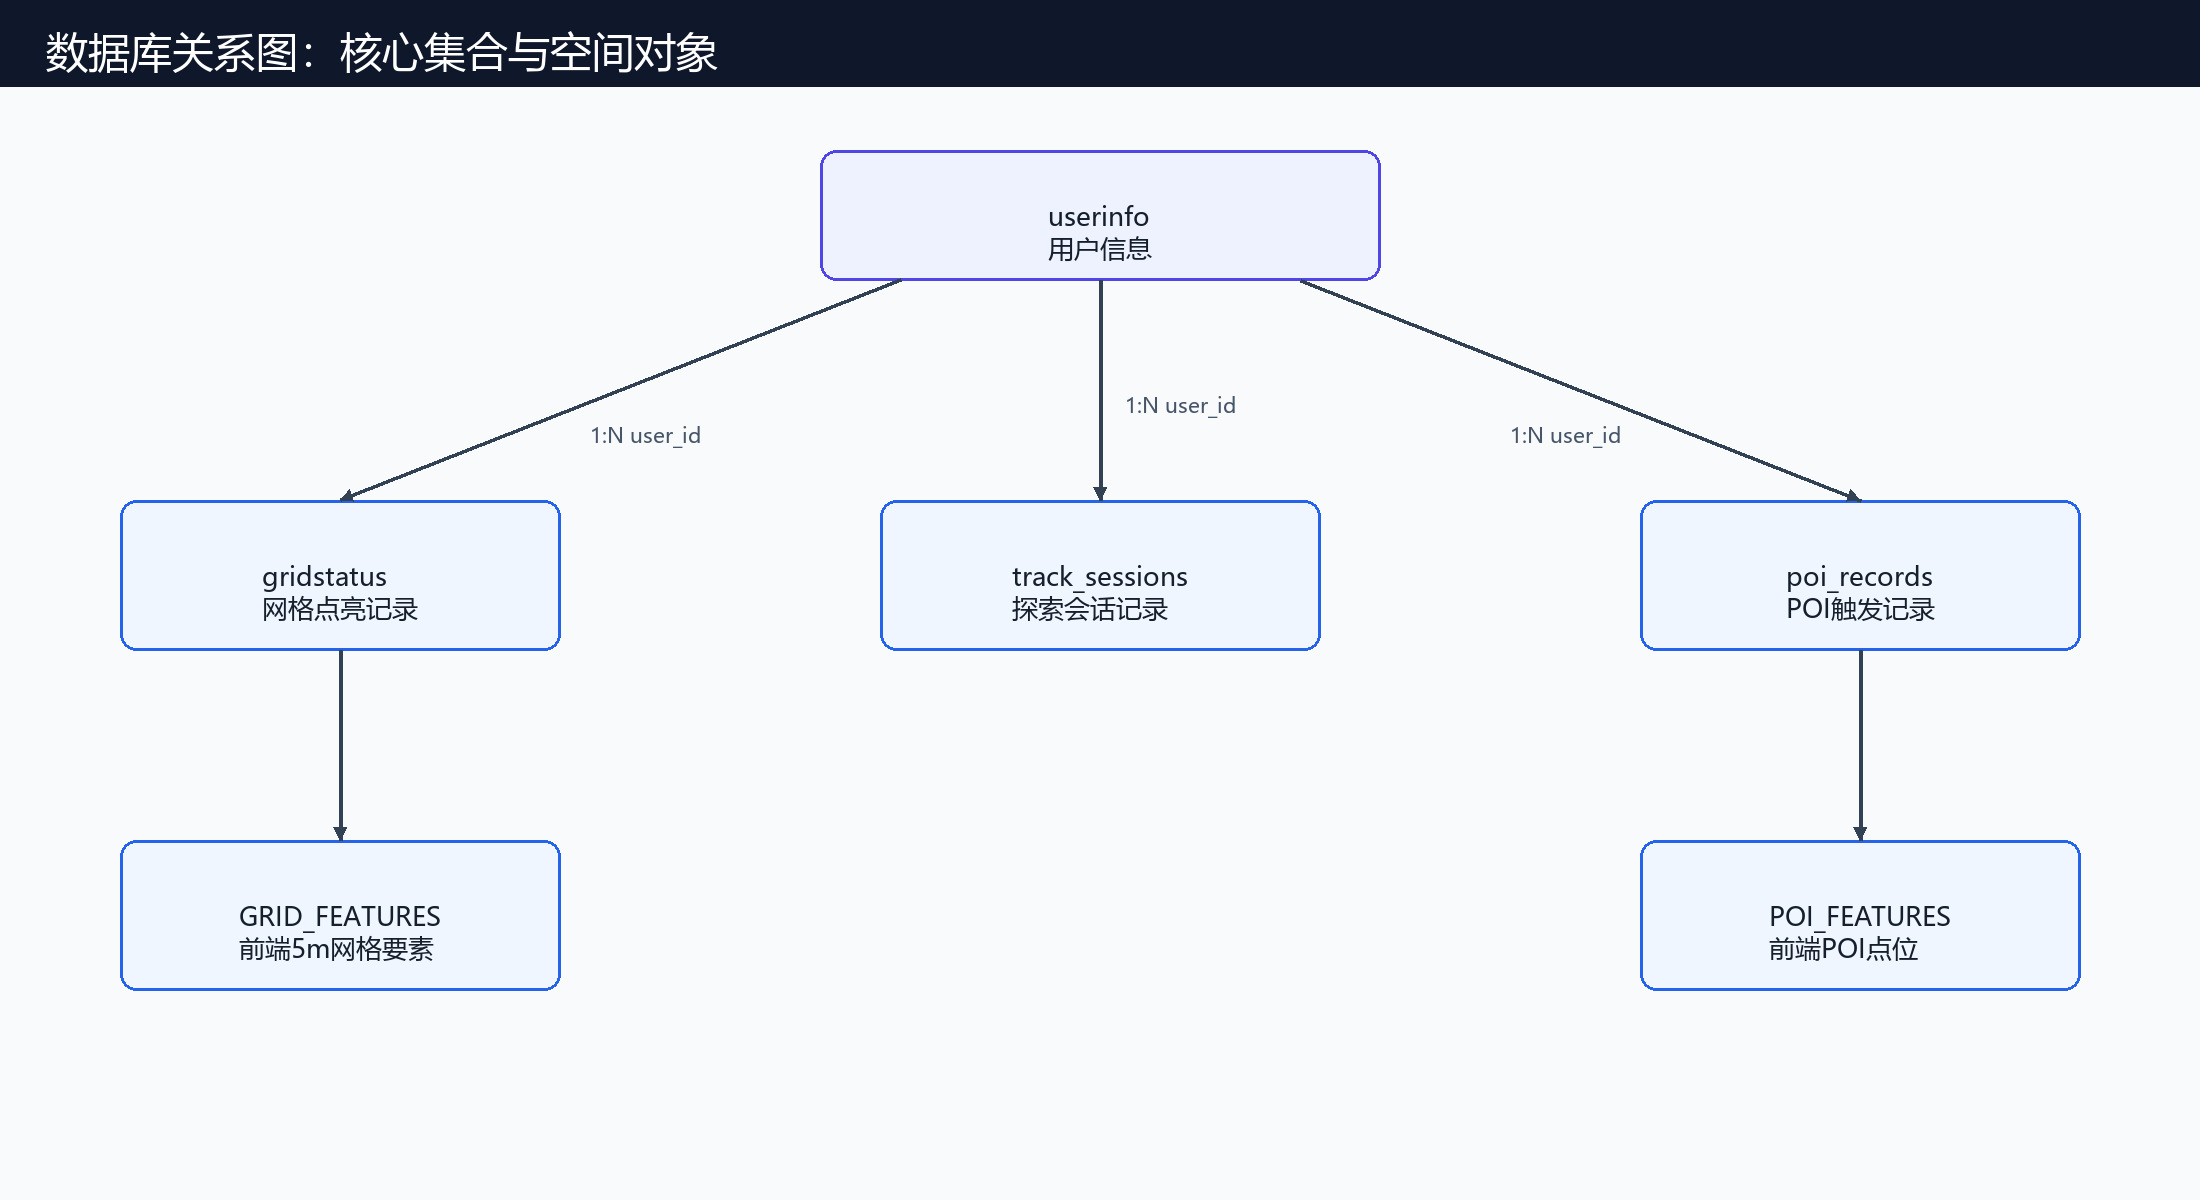 数据库关系图：核心集合与空间对象
userinfo
用户信息
1:N user_id
1:N user_id
1:N user_id
gridstatus
网格点亮记录
track_sessions
探索会话记录
poi_records
POI触发记录
GRID_FEATURES
前端5m网格要素
POI_FEATURES
前端POI点位